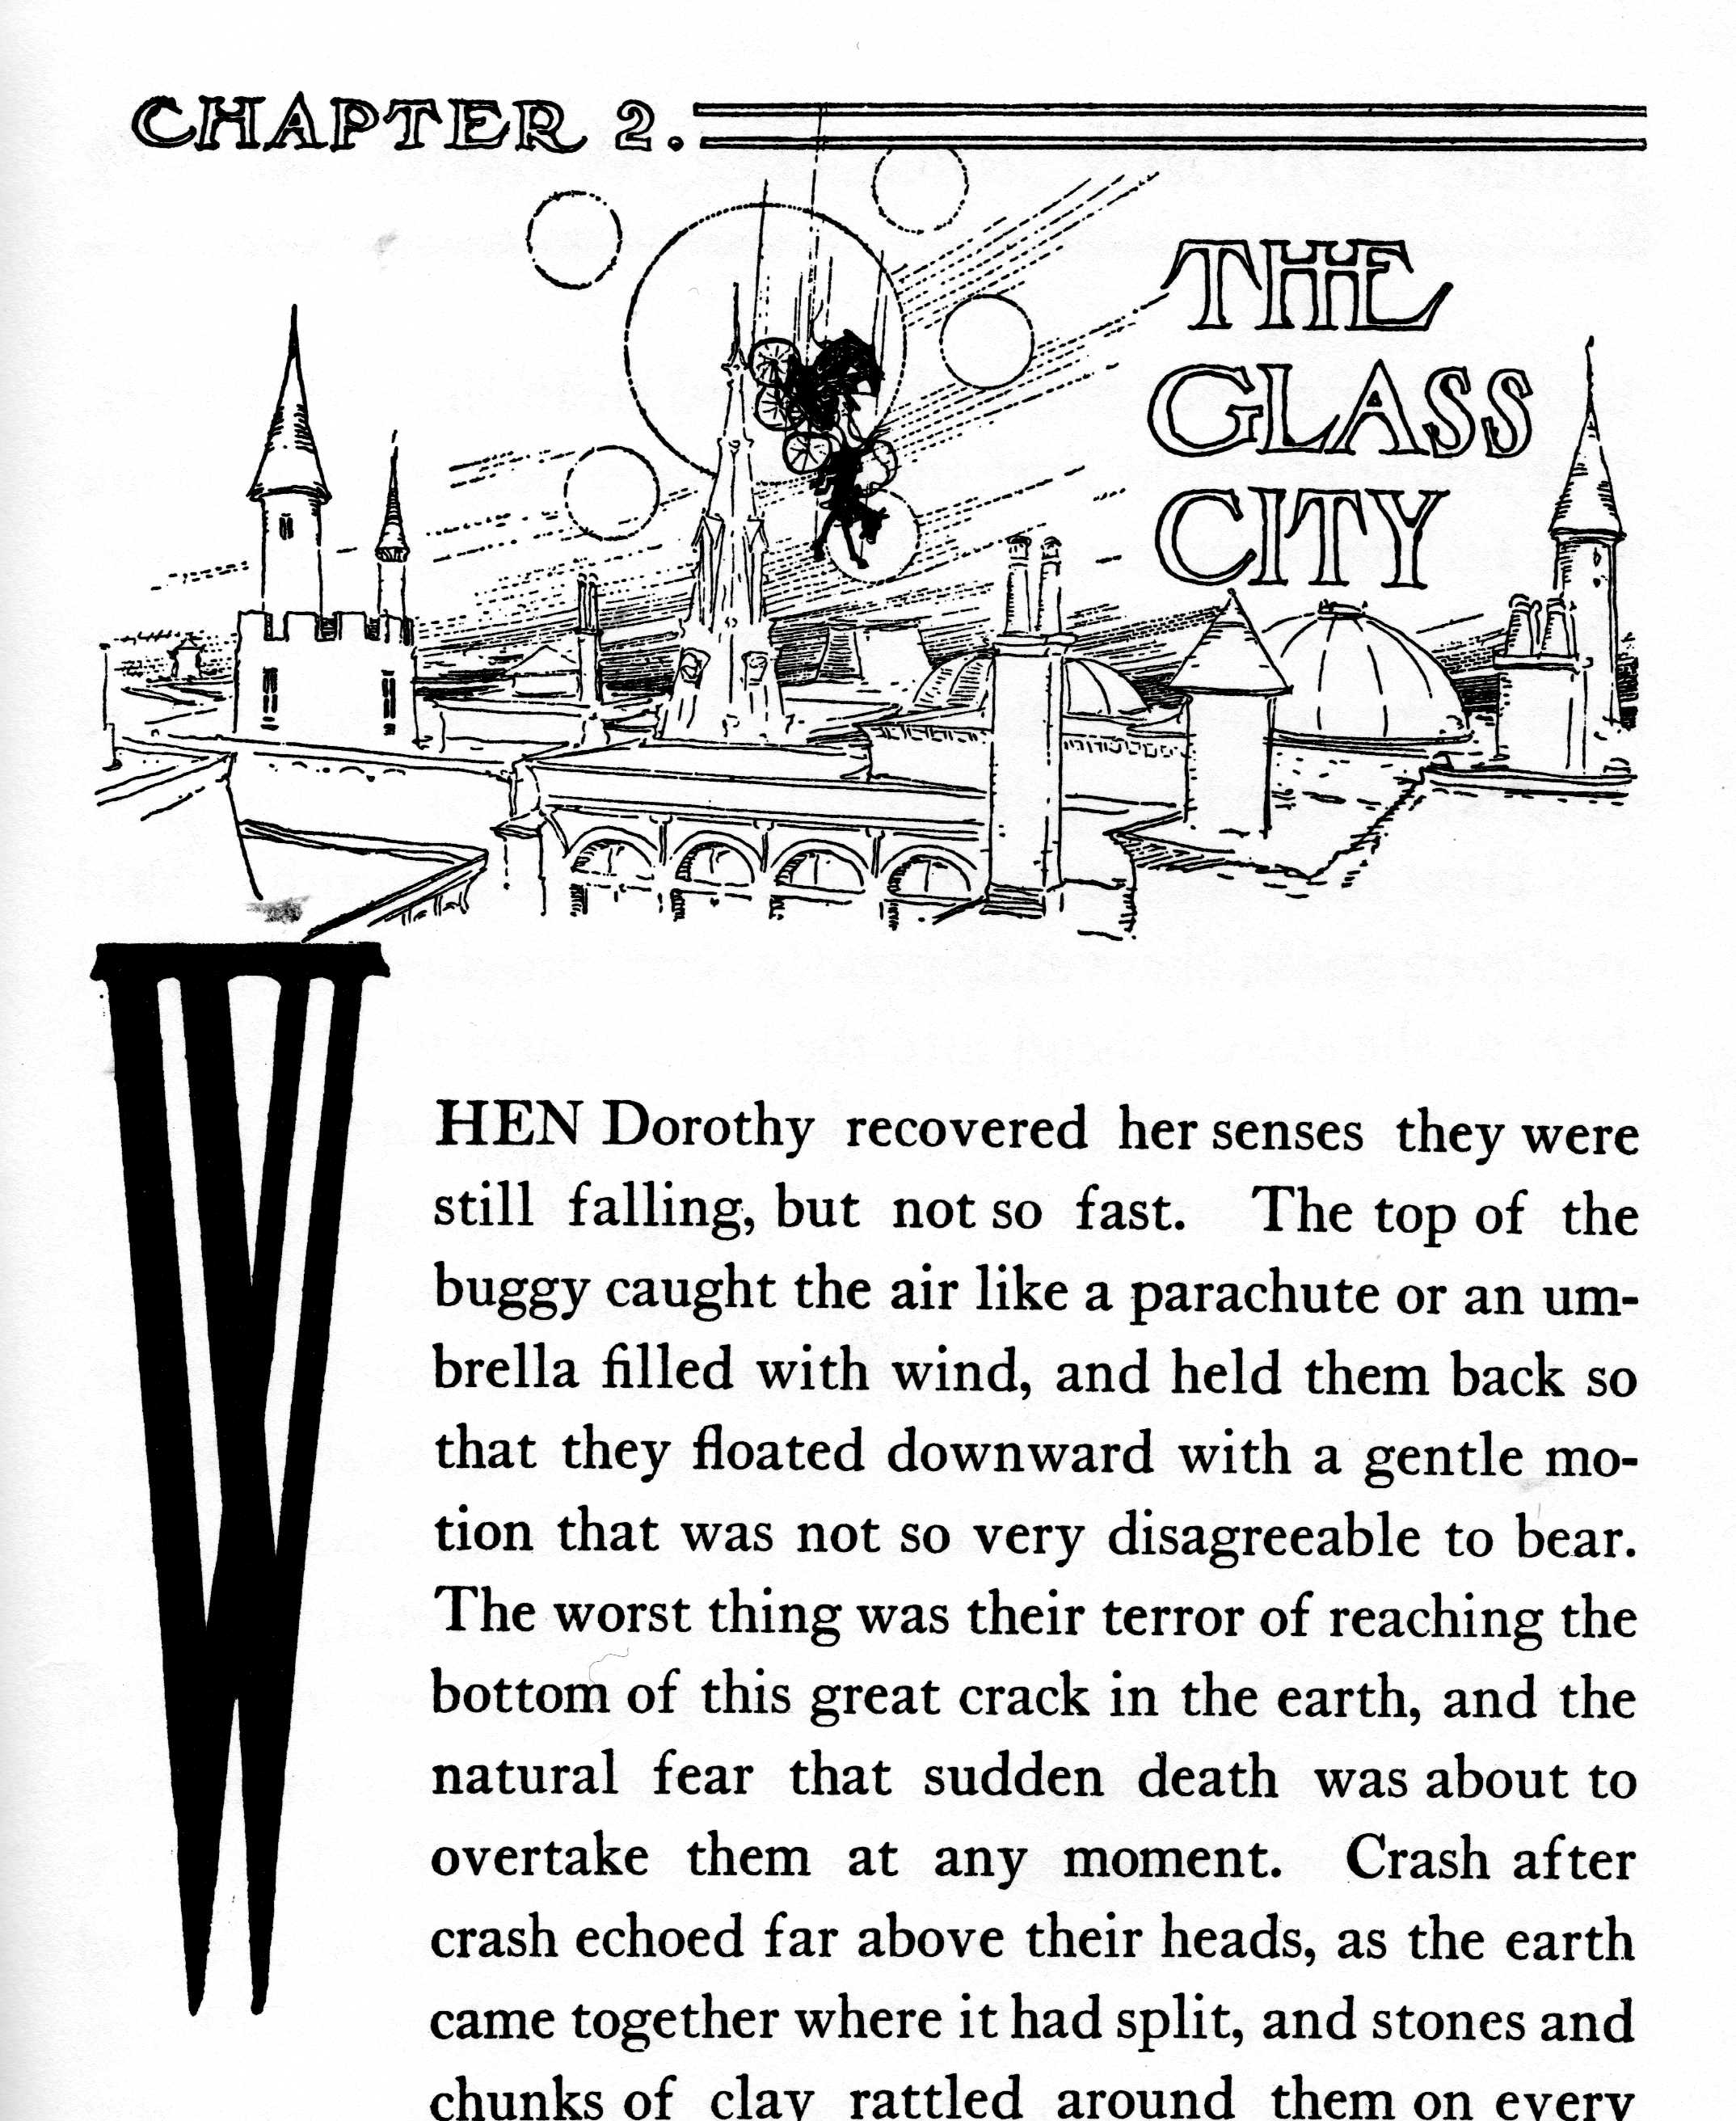 CHAPTER 2.
THE
GLASS
CITY
WHEN Dorothy recovered her senses they were
still falling, but not so fast. The top of the
buggy caught the air like a parachute or an um-
brella filled with wind, and held them back so
that they floated downward with a gentle mo-
tion that was not so very disagreeable to bear.
The worst thing was their terror of reaching the
bottom of this great crack in the earth, and the
natural fear that sudden death was about to
overtake them at any moment. Crash after
crash echoed far above their heads, as the earth
came together where it had split, and stones and
chunks of clay rattled around them on every